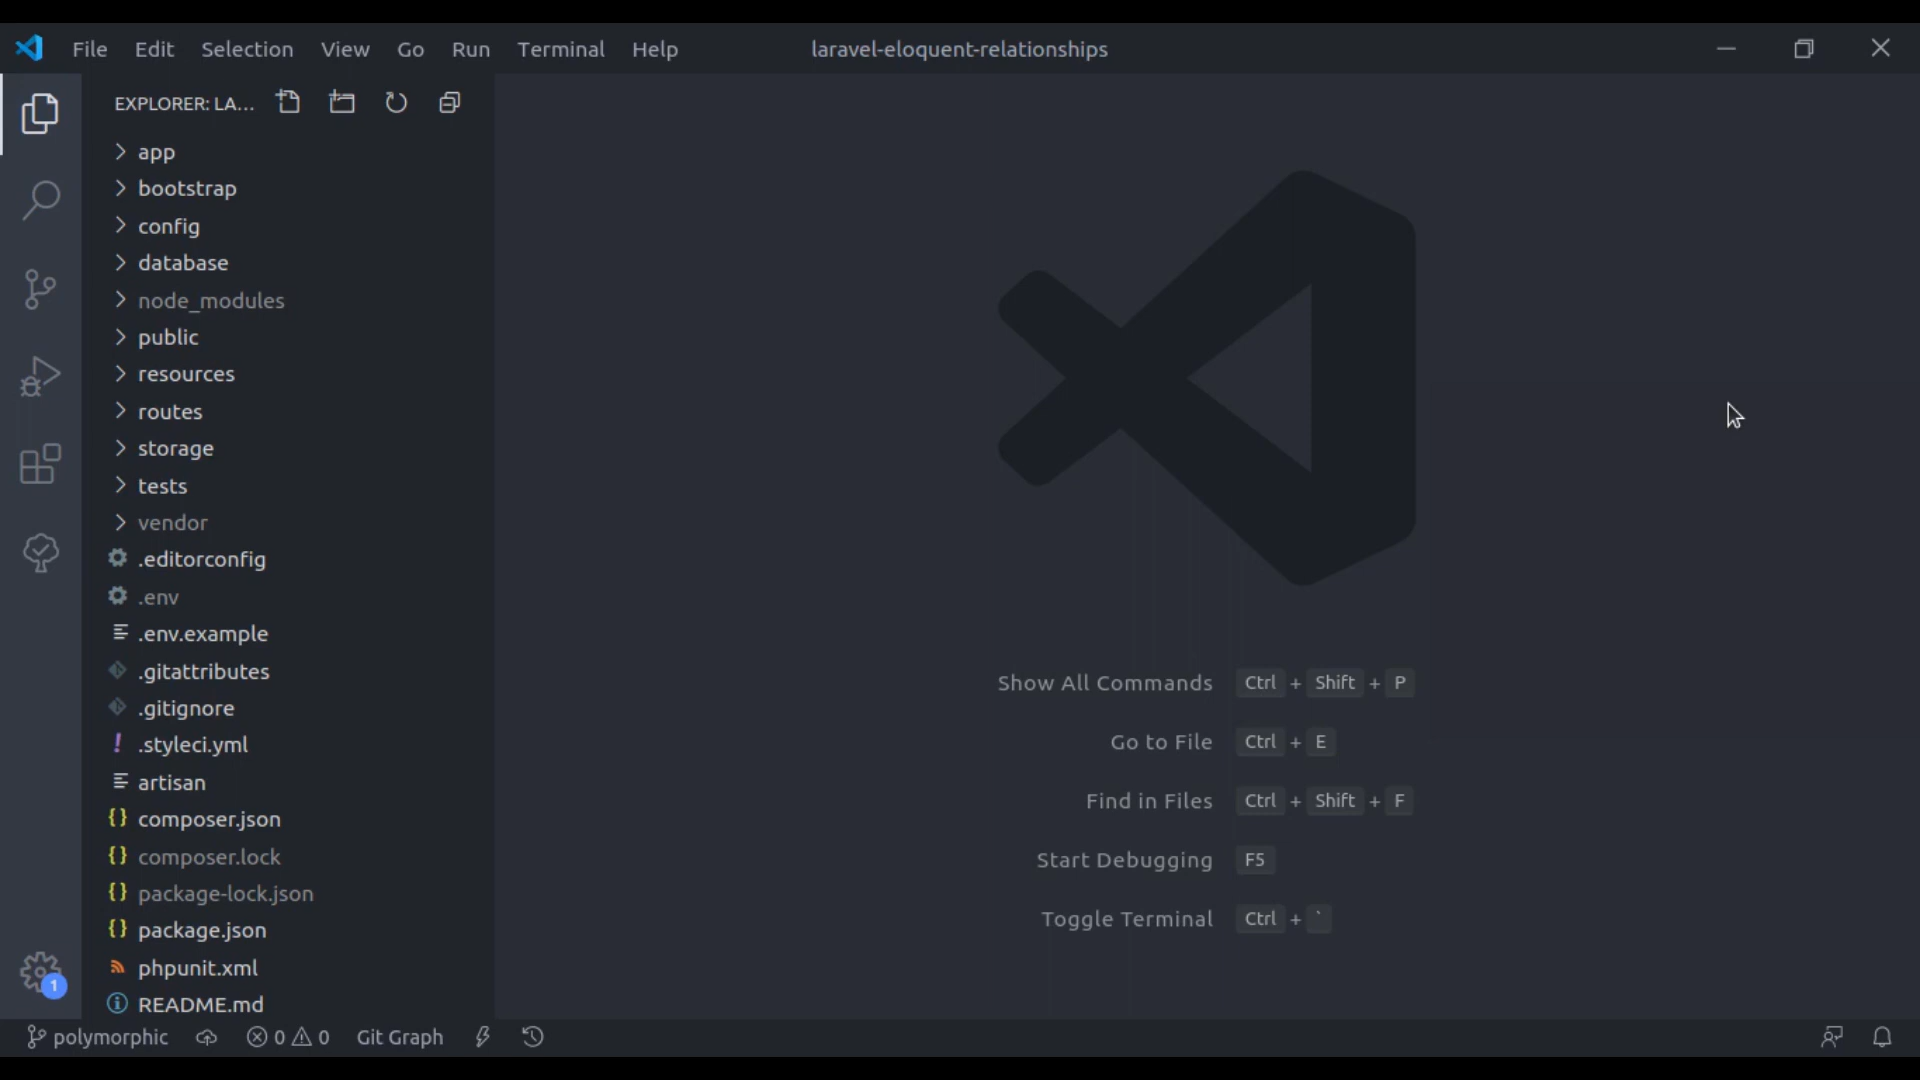 File Edit Selection View Go Run Terminal Help laravel-eloquent-relationships
EXPLORER: LA...
app
bootstrap
config
database
node_modules
public
resources
routes
storage
tests
vendor
.editorconfig
.env
.env.example
.gitattributes
.gitignore
.styleci.yml
artisan
composer.json
composer.lock
package-lock.json
package.json
phpunit.xml
README.md
Show All Commands Ctrl + Shift + P
Go to File Ctrl + E
Find in Files Ctrl + Shift + F
Start Debugging F5
Toggle Terminal Ctrl + `
1
polymorphic 0 0 Git Graph